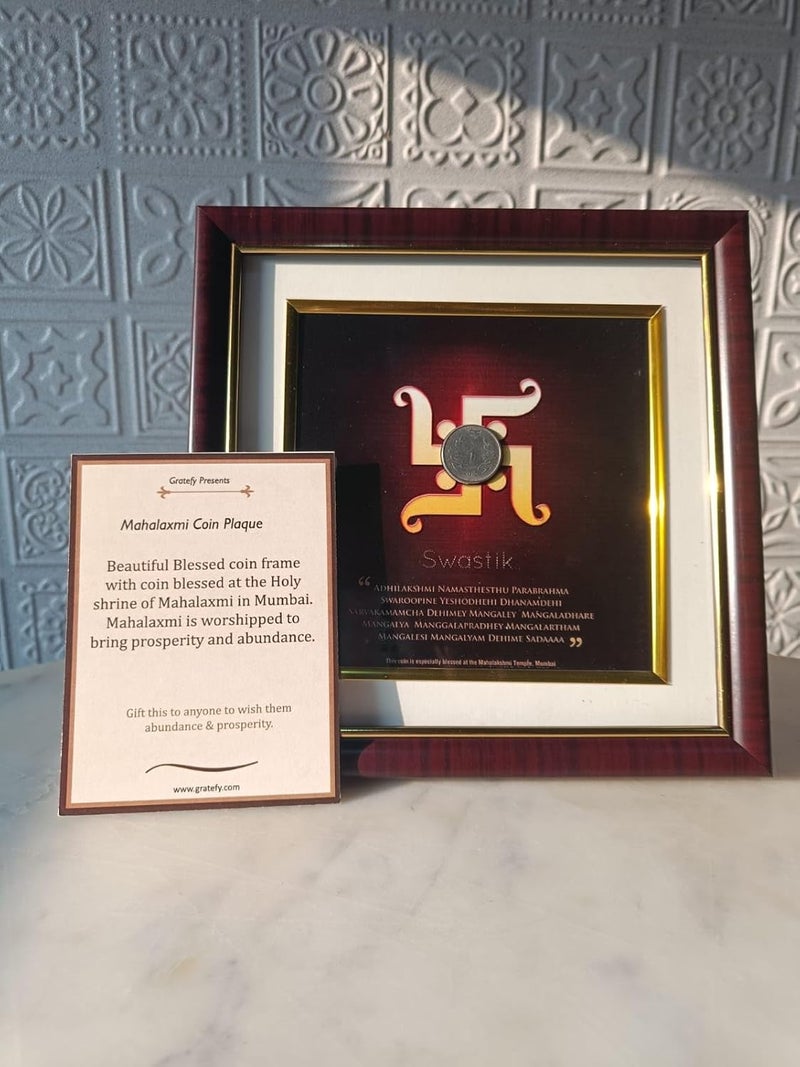 Gratefy Presents
Mahalaxmi Coin Plaque
Beautiful Blessed coin frame
with coin blessed at the Holy
shrine of Mahalaxmi in Mumbai.
Mahalaxmi is worshipped to
bring prosperity and abundance.
Gift this to anyone to wish them
abundance & prosperity.
www.gratefy.com
Swastik
“ Adhilakshmi Namasthesthu Parabrahma
Swaroopine Yeshodhehi Dhanamdehi
Sarvakamamcha Dehimey Mangaley Mangaladhare
Mangalya Manggalapradhey Mangalartham
Mangalesi Mangalyam Dehime Sadaaaa ”
This coin is especially blessed at the Mahalakshmi Temple, Mumbai